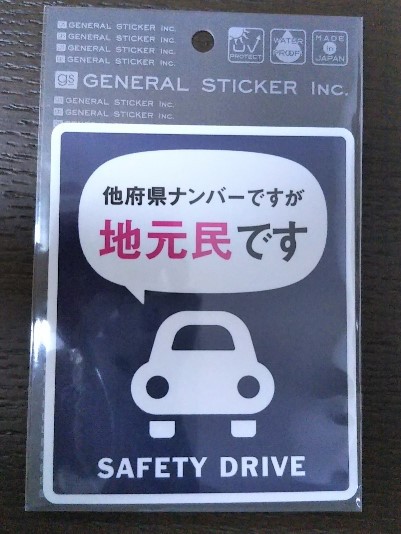 GENERAL STICKER INC.
GENERAL STICKER INC.
GENERAL STICKER INC.
GENERAL STICKER INC.
UV
PROTECT
WATER
PROOF
MADE
in
JAPAN
gs GENERAL STICKER INC.
GENERAL STICKER INC.
GENERAL STICKER INC.
他府県ナンバーですが
地元民です
SAFETY DRIVE